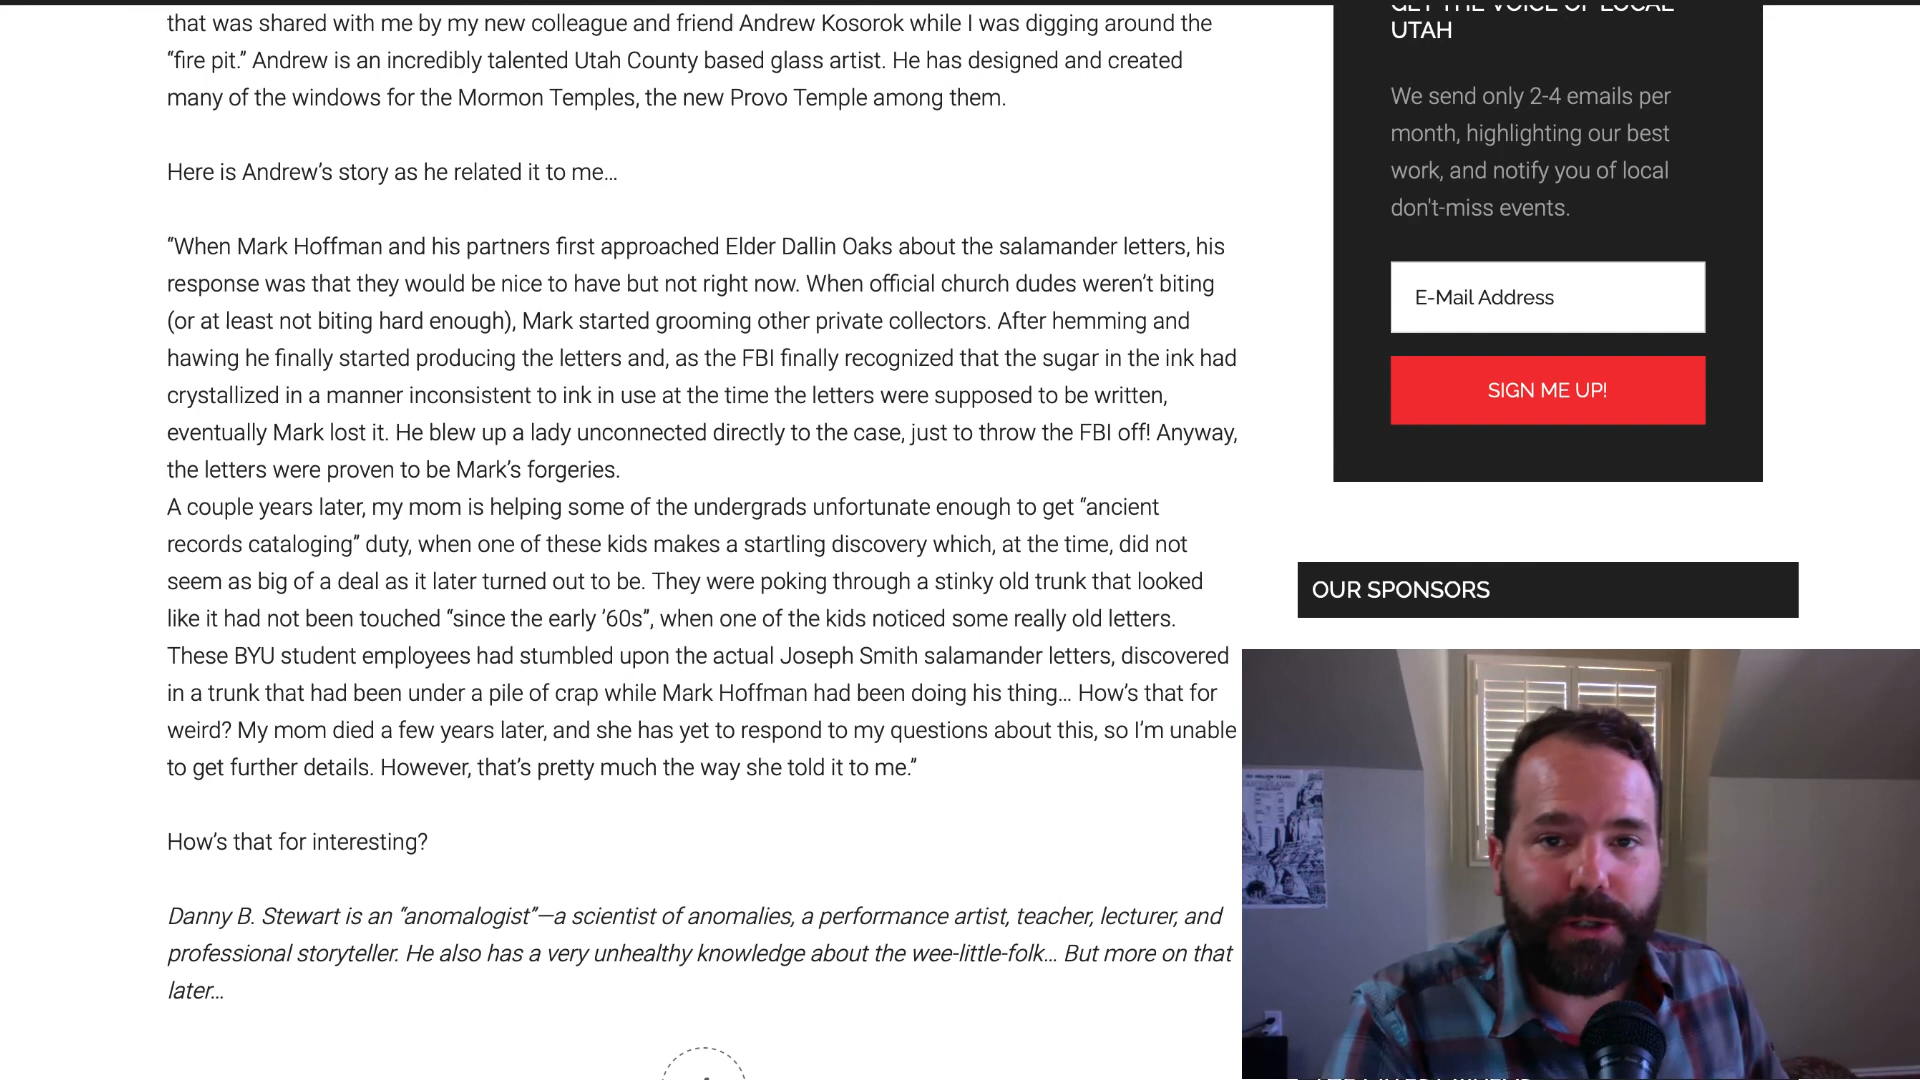 that was shared with me by my new colleague and friend Andrew Kosorok while I was digging around the
“fire pit.” Andrew is an incredibly talented Utah County based glass artist. He has designed and created
many of the windows for the Mormon Temples, the new Provo Temple among them.
Here is Andrew’s story as he related it to me…
“When Mark Hoffman and his partners first approached Elder Dallin Oaks about the salamander letters, his
response was that they would be nice to have but not right now. When official church dudes weren’t biting
(or at least not biting hard enough), Mark started grooming other private collectors. After hemming and
hawing he finally started producing the letters and, as the FBI finally recognized that the sugar in the ink had
crystallized in a manner inconsistent to ink in use at the time the letters were supposed to be written,
eventually Mark lost it. He blew up a lady unconnected directly to the case, just to throw the FBI off! Anyway,
the letters were proven to be Mark’s forgeries.
A couple years later, my mom is helping some of the undergrads unfortunate enough to get “ancient
records cataloging” duty, when one of these kids makes a startling discovery which, at the time, did not
seem as big of a deal as it later turned out to be. They were poking through a stinky old trunk that looked
like it had not been touched “since the early ’60s”, when one of the kids noticed some really old letters.
These BYU student employees had stumbled upon the actual Joseph Smith salamander letters, discovered
in a trunk that had been under a pile of crap while Mark Hoffman had been doing his thing… How’s that for
weird? My mom died a few years later, and she has yet to respond to my questions about this, so I’m unable
to get further details. However, that’s pretty much the way she told it to me.”
How’s that for interesting?
Danny B. Stewart is an “anomalogist”—a scientist of anomalies, a performance artist, teacher, lecturer, and
professional storyteller. He also has a very unhealthy knowledge about the wee-little-folk… But more on that
later…
GET THE VOICE OF LOCAL
UTAH
We send only 2-4 emails per
month, highlighting our best
work, and notify you of local
don't-miss events.
E-Mail Address
SIGN ME UP!
OUR SPONSORS